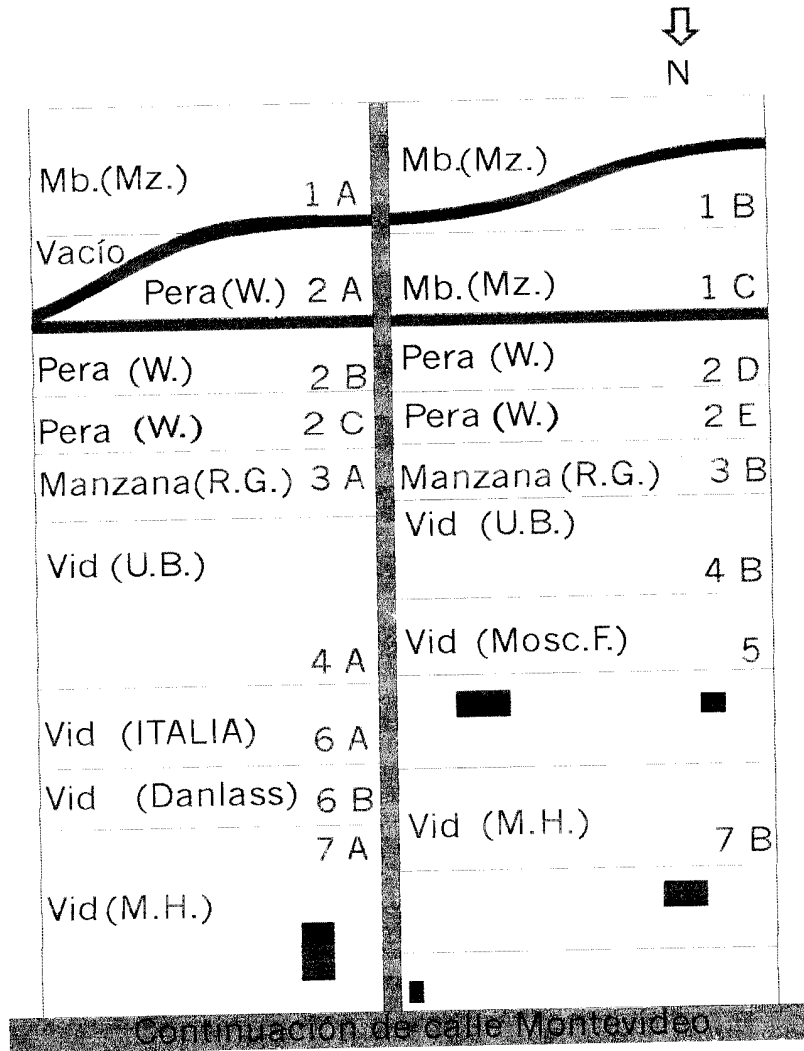 N
Mb.(Mz.)
1 A
Vacío
Pera(W.) 2 A
Pera (W.) 2 B
Pera (W.) 2 C
Manzana(R.G.) 3 A
Vid (U.B.)
4 A
Vid (ITALIA) 6 A
Vid (Danlass) 6 B
7 A
Vid(M.H.)
Mb.(Mz.)
1 B
Mb.(Mz.) 1 C
Pera (W.) 2 D
Pera (W.) 2 E
Manzana(R.G.) 3 B
Vid (U.B.)
4 B
Vid (Mosc.F.) 5
Vid (M.H.) 7 B
Continuación de calle Montevideo